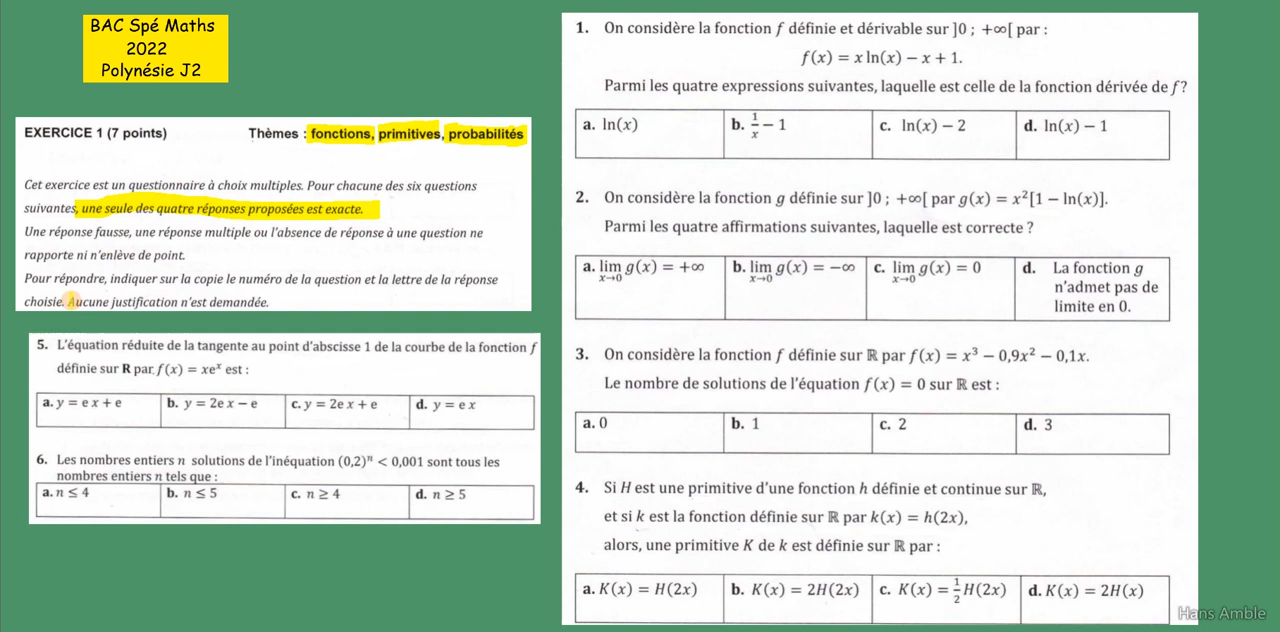 BAC Spé Maths
2022
Polynésie J2
EXERCICE 1 (7 points) Thèmes : fonctions, primitives, probabilités
Cet exercice est un questionnaire à choix multiples. Pour chacune des six questions
suivantes, une seule des quatre réponses proposées est exacte.
Une réponse fausse, une réponse multiple ou l'absence de réponse à une question ne
rapporte ni n'enlève de point.
Pour répondre, indiquer sur la copie le numéro de la question et la lettre de la réponse
choisie. Aucune justification n'est demandée.
1. On considère la fonction f définie et dérivable sur ]0 ; +∞[ par :
f(x) = x ln(x) − x + 1.
Parmi les quatre expressions suivantes, laquelle est celle de la fonction dérivée de f ?
a. ln(x) b. 1/x − 1 c. ln(x) − 2 d. ln(x) − 1
2. On considère la fonction g définie sur ]0 ; +∞[ par g(x) = x²[1 − ln(x)].
Parmi les quatre affirmations suivantes, laquelle est correcte ?
a. lim x→0 g(x) = +∞ b. lim x→0 g(x) = −∞ c. lim x→0 g(x) = 0 d. La fonction g
n'admet pas de
limite en 0.
3. On considère la fonction f définie sur ℝ par f(x) = x³ − 0,9x² − 0,1x.
Le nombre de solutions de l'équation f(x) = 0 sur ℝ est :
a. 0 b. 1 c. 2 d. 3
4. Si H est une primitive d'une fonction h définie et continue sur ℝ,
et si k est la fonction définie sur ℝ par k(x) = h(2x),
alors, une primitive K de k est définie sur ℝ par :
a. K(x) = H(2x) b. K(x) = 2H(2x) c. K(x) = 1/2 H(2x) d. K(x) = 2H(x)
5. L'équation réduite de la tangente au point d'abscisse 1 de la courbe de la fonction f
définie sur R par f(x) = xeˣ est :
a. y = e x + e b. y = 2e x − e c. y = 2e x + e d. y = e x
6. Les nombres entiers n solutions de l'inéquation (0,2)ⁿ < 0,001 sont tous les
nombres entiers n tels que :
a. n ≤ 4 b. n ≤ 5 c. n ≥ 4 d. n ≥ 5
Hans Amble